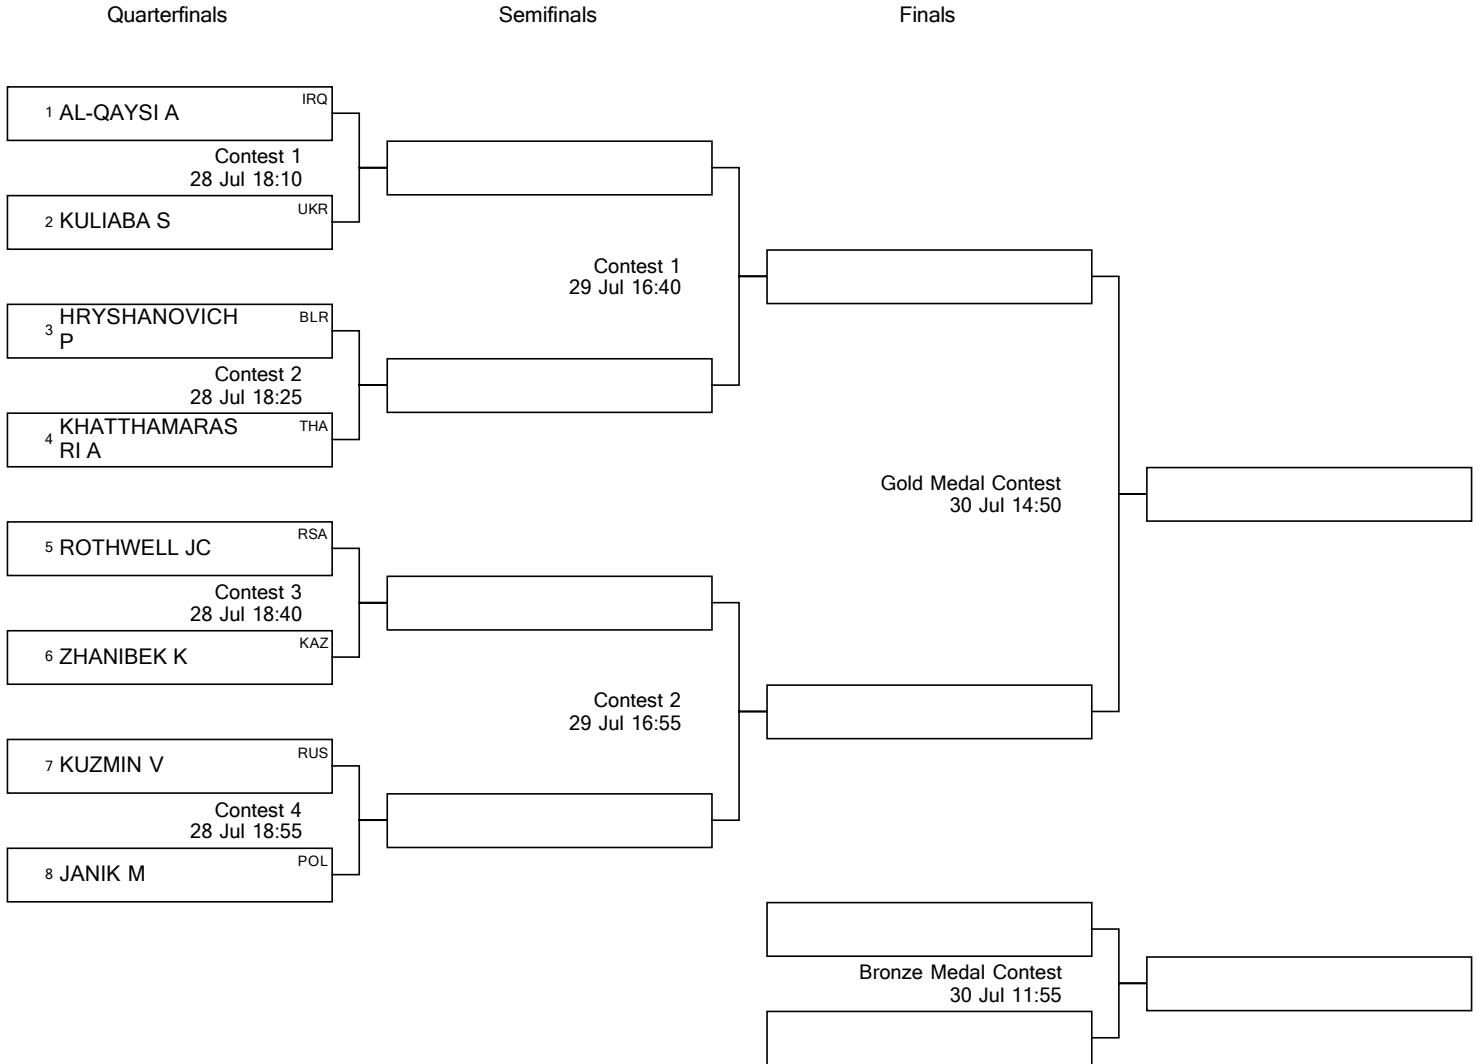 Quarterfinals Semifinals Finals
1 AL-QAYSI A IRQ
Contest 1
28 Jul 18:10
2 KULIABA S UKR
3 HRYSHANOVICH
P BLR
Contest 2
28 Jul 18:25
4 KHATTHAMARAS
RI A THA
5 ROTHWELL JC RSA
Contest 3
28 Jul 18:40
6 ZHANIBEK K KAZ
7 KUZMIN V RUS
Contest 4
28 Jul 18:55
8 JANIK M POL
Contest 1
29 Jul 16:40
Contest 2
29 Jul 16:55
Gold Medal Contest
30 Jul 14:50
Bronze Medal Contest
30 Jul 11:55